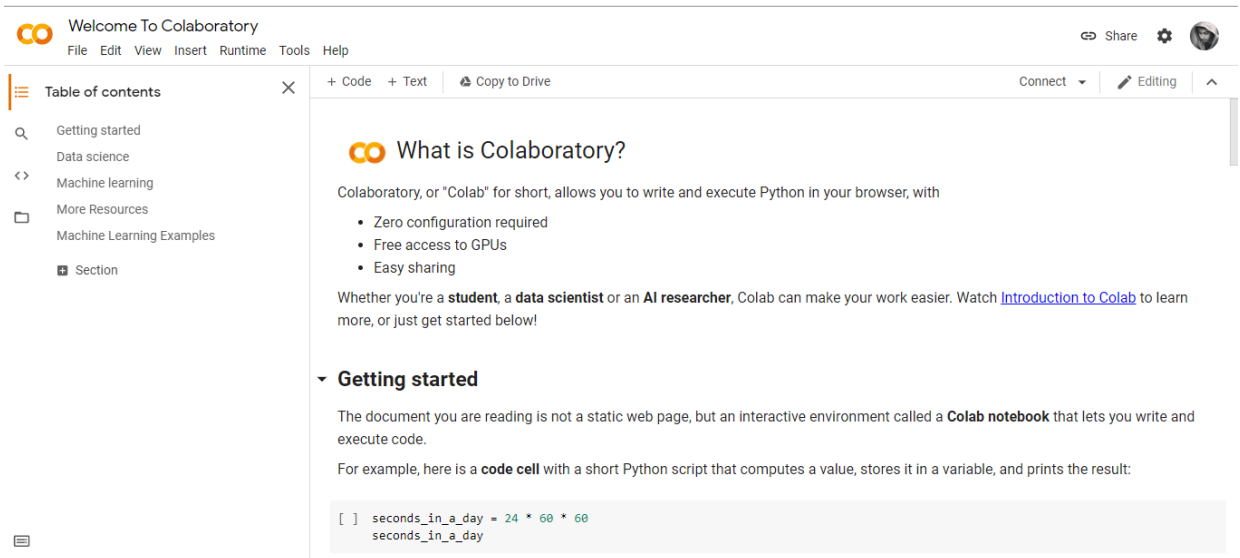 Welcome To Colaboratory
File Edit View Insert Runtime Tools Help
Share
Table of contents
+ Code + Text Copy to Drive
Connect Editing
Getting started
Data science
Machine learning
More Resources
Machine Learning Examples
Section
CO What is Colaboratory?
Colaboratory, or "Colab" for short, allows you to write and execute Python in your browser, with
• Zero configuration required
• Free access to GPUs
• Easy sharing
Whether you're a student, a data scientist or an AI researcher, Colab can make your work easier. Watch Introduction to Colab to learn
more, or just get started below!
Getting started
The document you are reading is not a static web page, but an interactive environment called a Colab notebook that lets you write and
execute code.
For example, here is a code cell with a short Python script that computes a value, stores it in a variable, and prints the result:
[ ] seconds_in_a_day = 24 * 60 * 60
seconds_in_a_day